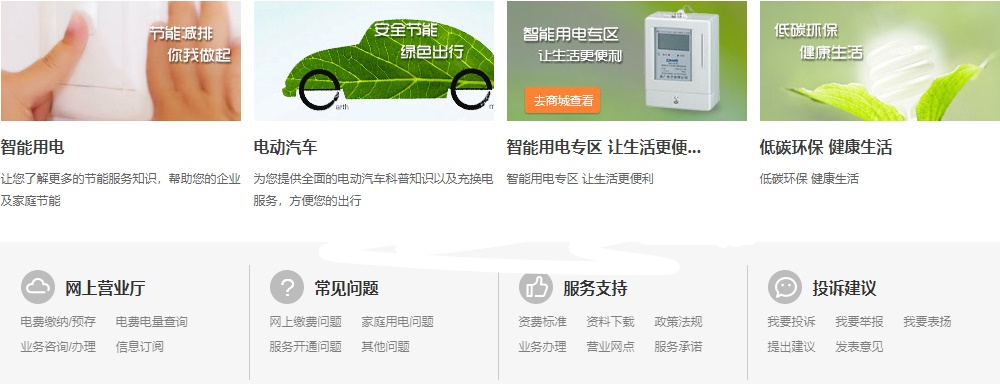 节能减排
你我做起
安全节能
绿色出行
earth
智能用电专区
让生活更便利
去商城查看
低碳环保
健康生活
智能用电
让您了解更多的节能服务知识，帮助您的企业
及家庭节能
电动汽车
为您提供全面的电动汽车科普知识以及充换电
服务，方便您的出行
智能用电专区 让生活更便...
智能用电专区 让生活更便利
低碳环保 健康生活
低碳环保 健康生活
网上营业厅
电费缴纳/预存 电费电量查询
业务咨询/办理 信息订阅
常见问题
网上缴费问题 家庭用电问题
服务开通问题 其他问题
服务支持
资费标准 资料下载 政策法规
业务办理 营业网点 服务承诺
投诉建议
我要投诉 我要举报 我要表扬
提出建议 发表意见